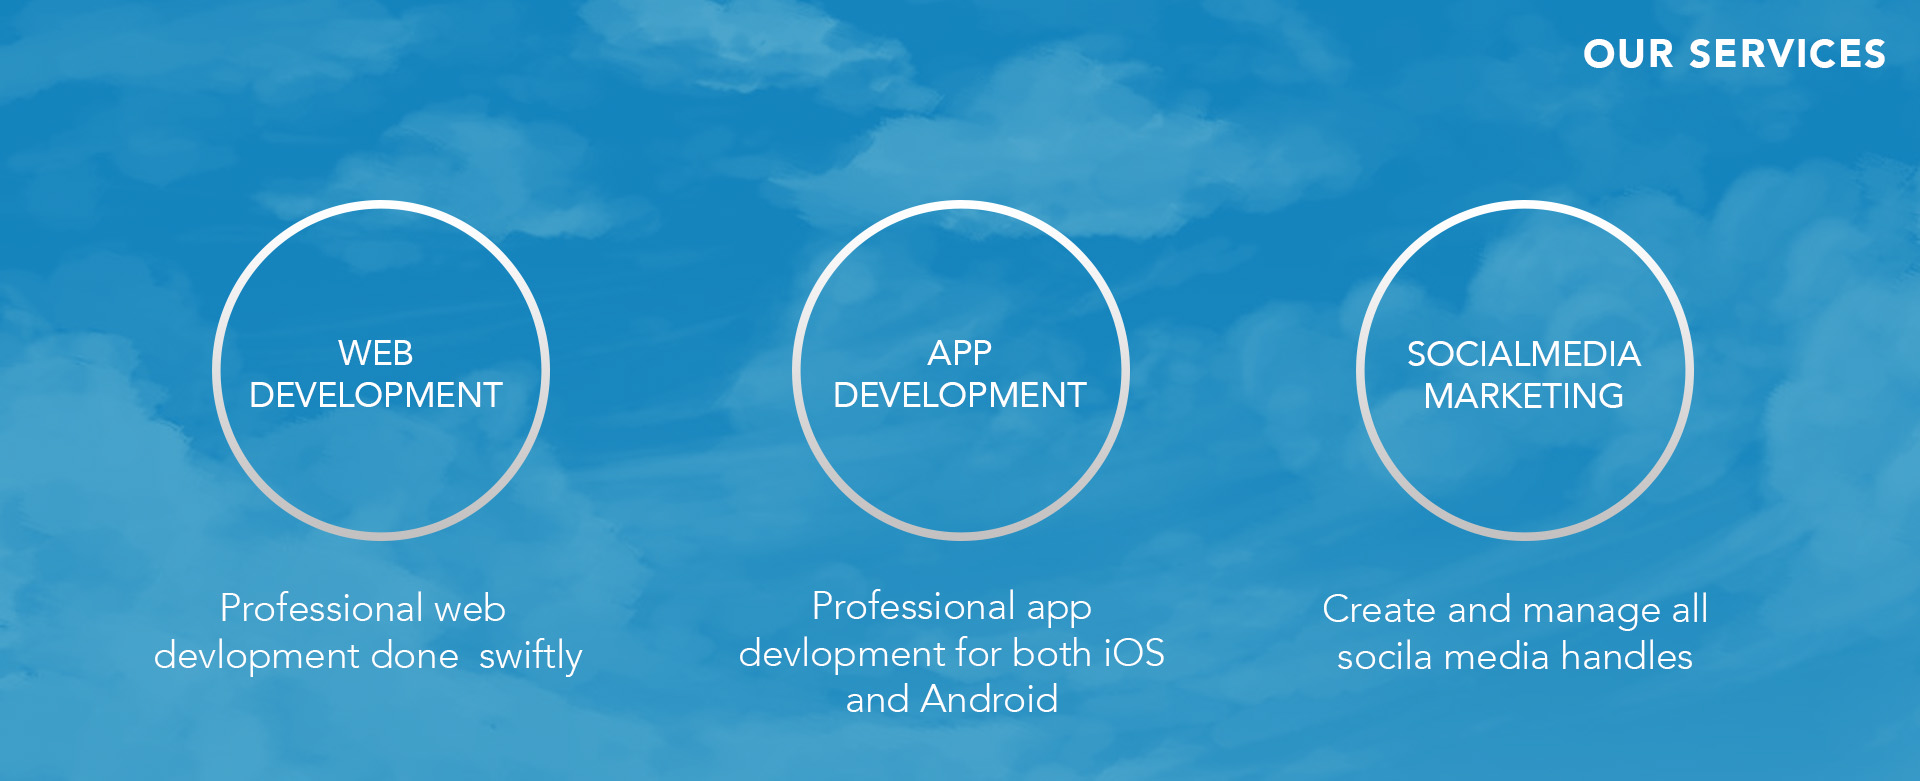 OUR SERVICES
WEB
DEVELOPMENT
Professional web
devlopment done  swiftly
APP
DEVELOPMENT
Professional app
devlopment for both iOS
and Android
SOCIALMEDIA
MARKETING
Create and manage all
socila media handles